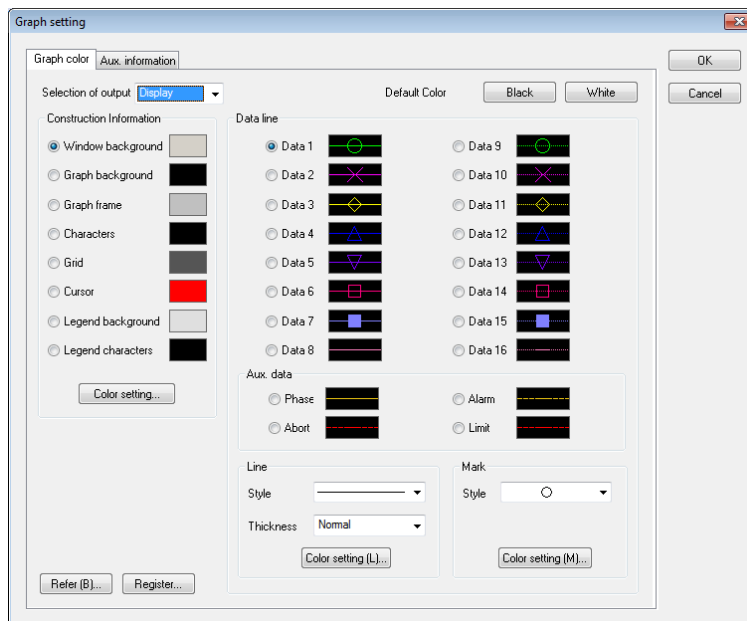 Graph setting
Graph color
Aux. information
OK
Cancel
Selection of output
Display
Default Color
Black
White
Construction Information
Window background
Graph background
Graph frame
Characters
Grid
Cursor
Legend background
Legend characters
Color setting...
Data line
Data 1
Data 9
Data 2
Data 10
Data 3
Data 11
Data 4
Data 12
Data 5
Data 13
Data 6
Data 14
Data 7
Data 15
Data 8
Data 16
Aux. data
Phase
Alarm
Abort
Limit
Line
Style
Thickness
Normal
Color setting (L)...
Mark
Style
Color setting (M)...
Refer (B)...
Register...